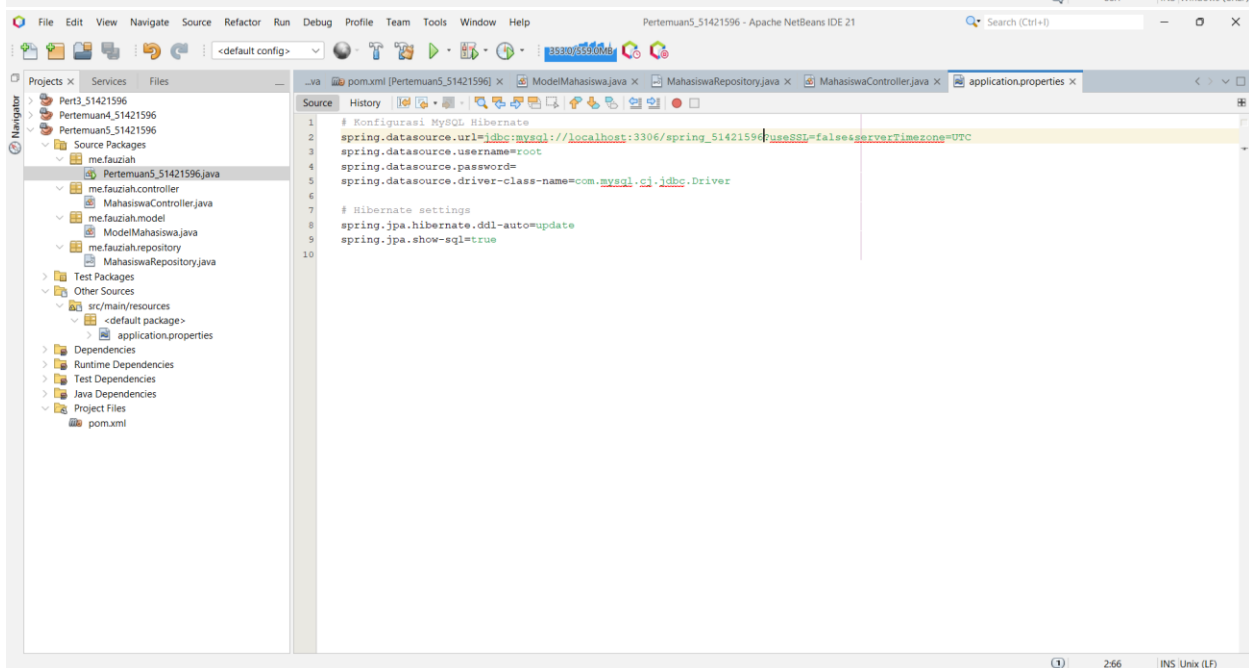 File Edit View Navigate Source Refactor Run Debug Profile Team Tools Window Help Pertemuan5_51421596 - Apache NetBeans IDE 21 Search (Ctrl+I)
<default config> 353.0/559.0MB
Projects Services Files
...va pom.xml [Pertemuan5_51421596] ModelMahasiswa.java MahasiswaRepository.java MahasiswaController.java application.properties
Navigator
Source History
Pert3_51421596
Pertemuan4_51421596
Pertemuan5_51421596
Source Packages
me.fauziah
Pertemuan5_51421596.java
me.fauziah.controller
MahasiswaController.java
me.fauziah.model
ModelMahasiswa.java
me.fauziah.repository
MahasiswaRepository.java
Test Packages
Other Sources
src/main/resources
<default package>
application.properties
Dependencies
Runtime Dependencies
Test Dependencies
Java Dependencies
Project Files
pom.xml
1 # Konfigurasi MySQL Hibernate
2 spring.datasource.url=jdbc:mysql://localhost:3306/spring_51421596?useSSL=false&serverTimezone=UTC
3 spring.datasource.username=root
4 spring.datasource.password=
5 spring.datasource.driver-class-name=com.mysql.cj.jdbc.Driver
6
7 # Hibernate settings
8 spring.jpa.hibernate.ddl-auto=update
9 spring.jpa.show-sql=true
10
1 2:66 INS Unix (LF)